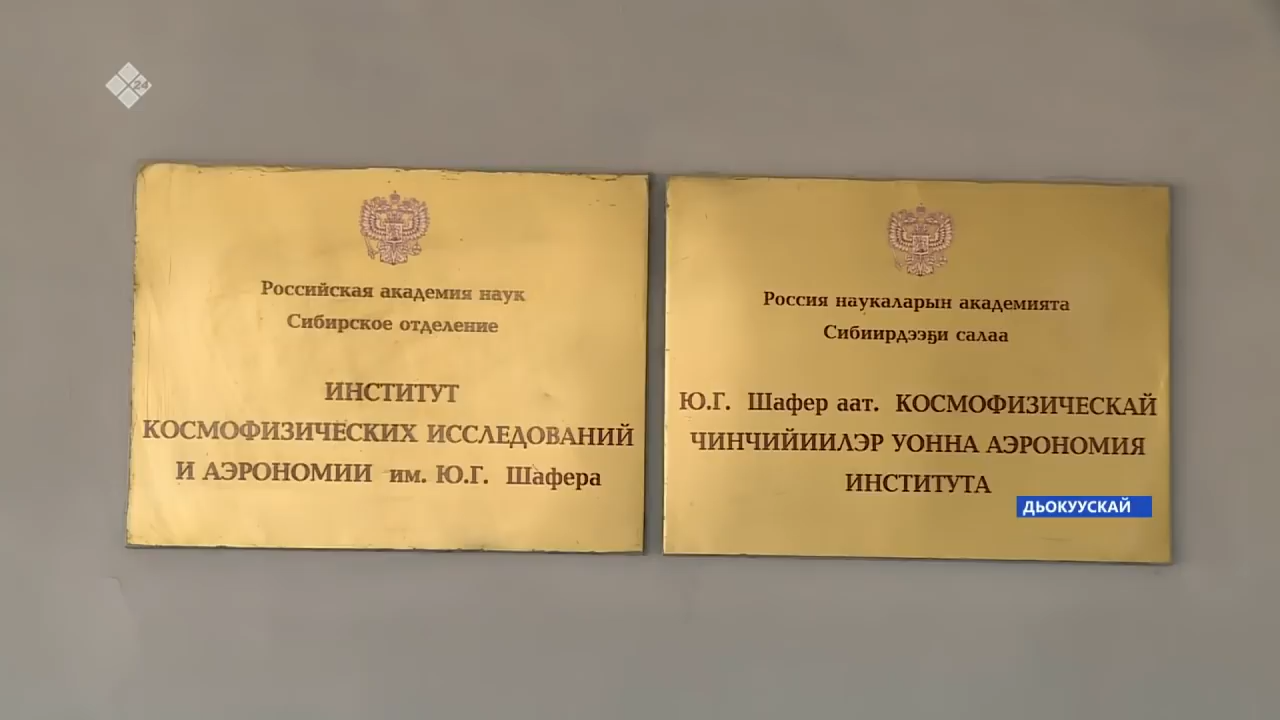 24
Российская академия наук
Сибирское отделение
ИНСТИТУТ
КОСМОФИЗИЧЕСКИХ ИССЛЕДОВАНИЙ
И АЭРОНОМИИ им. Ю.Г. Шафера
Россия наукаларын академията
Сибиирдээҕи салаа
Ю.Г. Шафер аат. КОСМОФИЗИЧЕСКАЙ
ЧИНЧИЙИИЛЭР УОННА АЭРОНОМИЯ
ИНСТИТУТА
ДЬОКУУСКАЙ